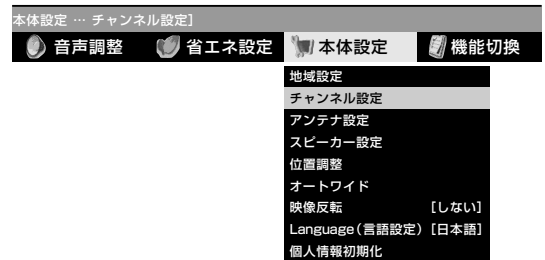 本体設定 … チャンネル設定]
音声調整 省エネ設定 本体設定 機能切換
地域設定
チャンネル設定
アンテナ設定
スピーカー設定
位置調整
オートワイド
映像反転 [しない]
Language(言語設定) [日本語]
個人情報初期化